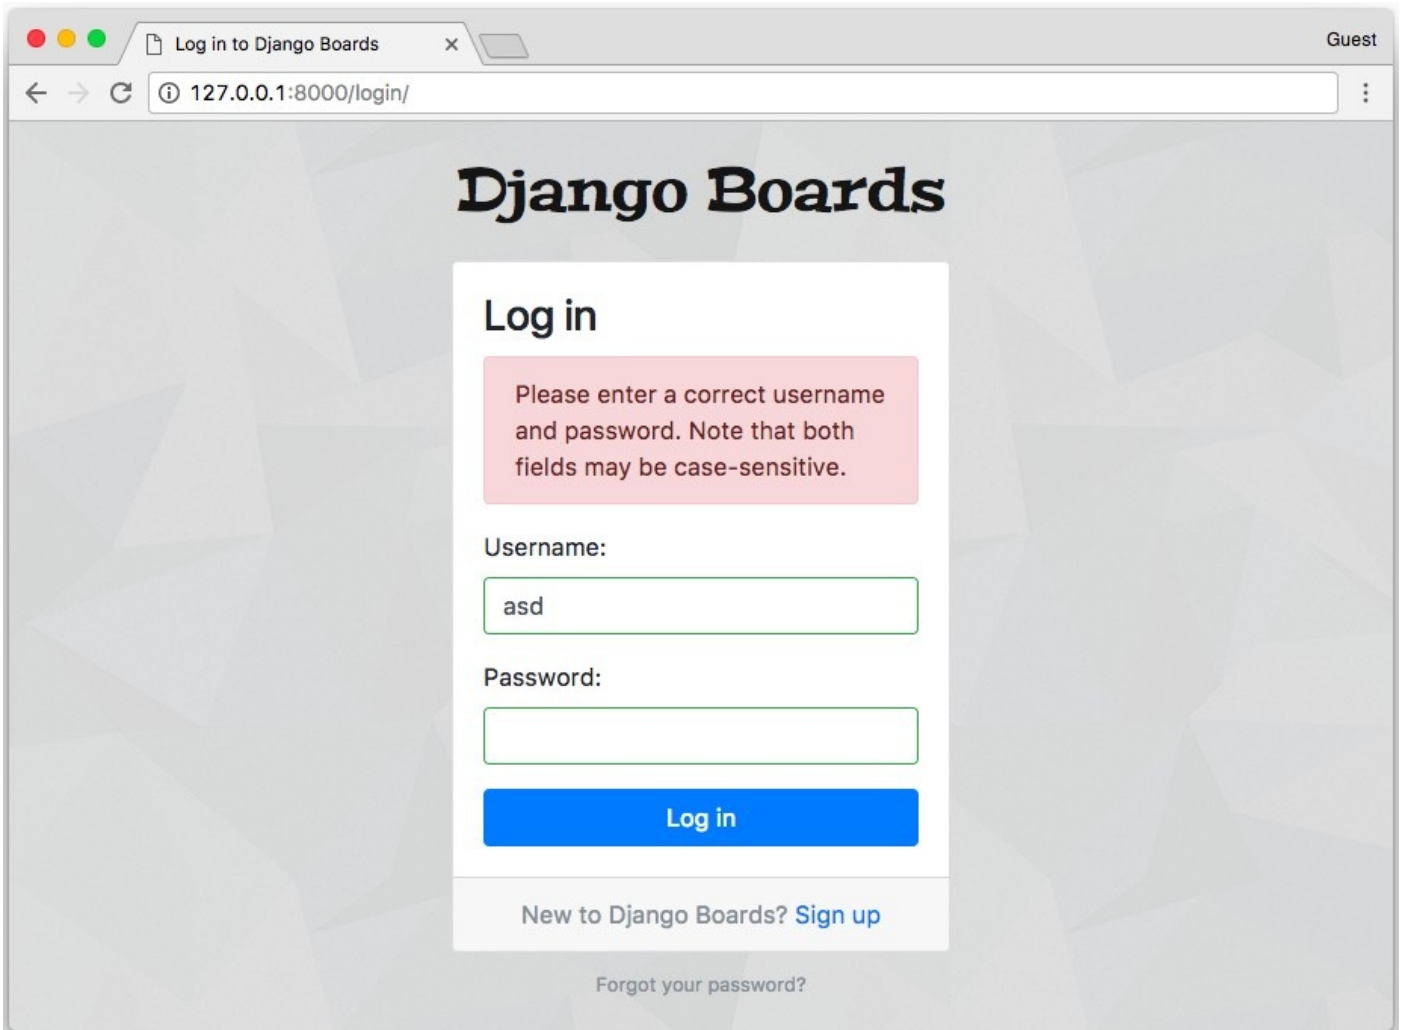 Log in to Django Boards
Guest
127.0.0.1:8000/login/
Django Boards
Log in
Please enter a correct username
and password. Note that both
fields may be case-sensitive.
Username:
asd
Password:
Log in
New to Django Boards? Sign up
Forgot your password?